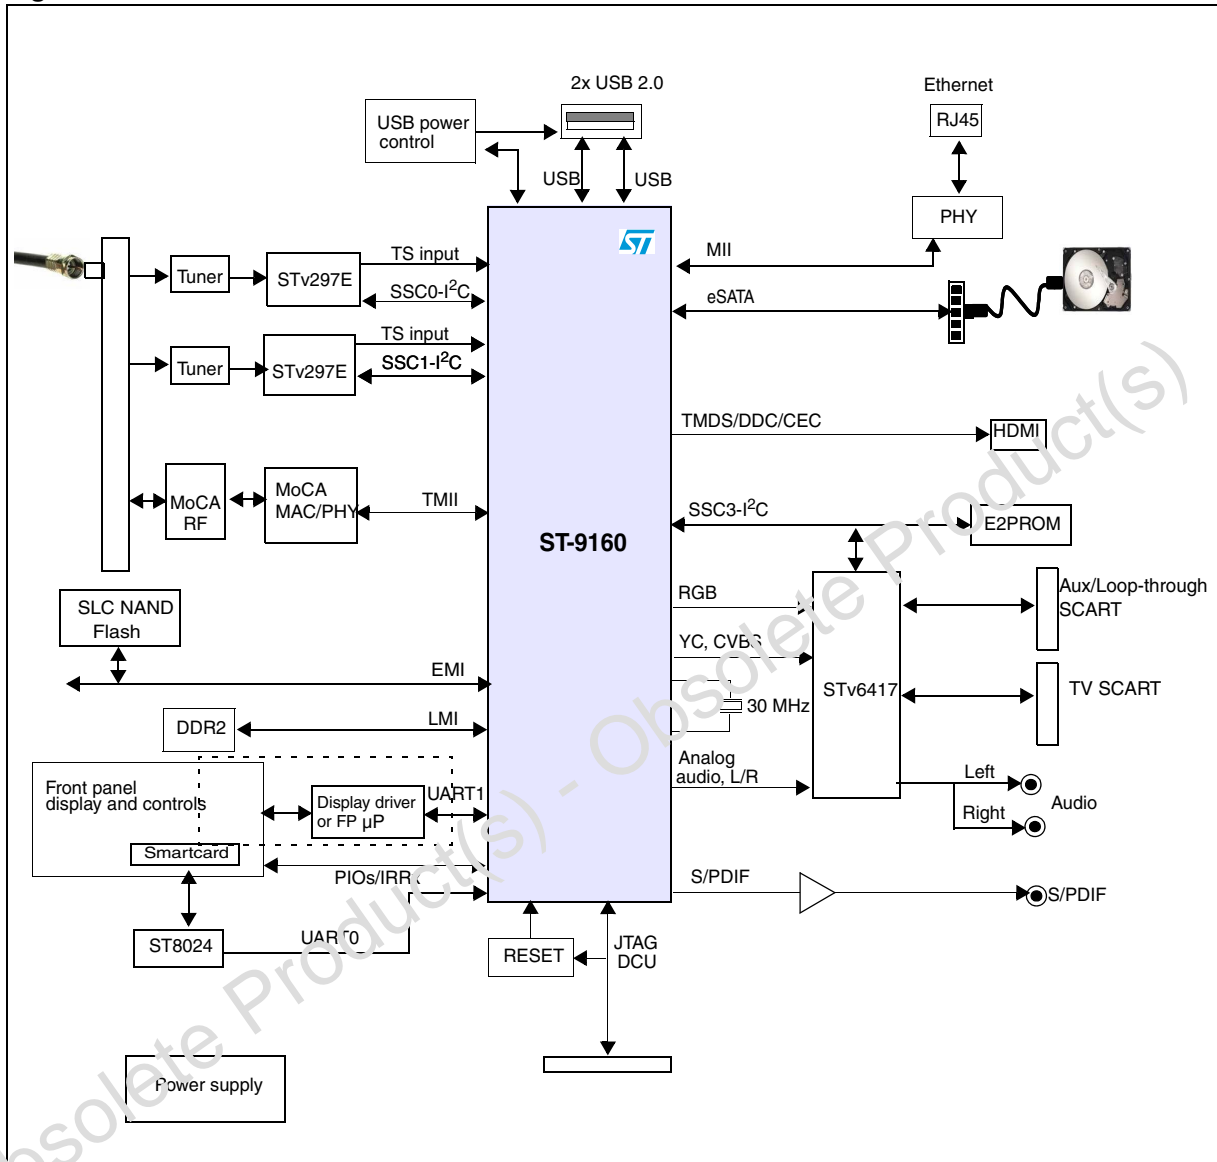 2x USB 2.0
Ethernet
USB power
control
RJ45
USB
USB
PHY
ST
MII
TS input
Tuner
STv297E
SSC0-I²C
eSATA
TS input
Tuner
STv297E
SSC1-I²C
TMDS/DDC/CEC
HDMI
MoCA
RF
MoCA
MAC/PHY
TMII
SSC3-I²C
E2PROM
ST-9160
SLC NAND
Flash
RGB
Aux/Loop-through
SCART
YC, CVBS
EMI
STv6417
TV SCART
30 MHz
DDR2
LMI
Analog
audio, L/R
Left
Right
Audio
Front panel
display and controls
Display driver
or FP µP
UART1
Smartcard
PIOs/IRRx
S/PDIF
S/PDIF
ST8024
UART0
RESET
JTAG
DCU
Power supply
Obsolete Product(s) - Obsolete Product(s)